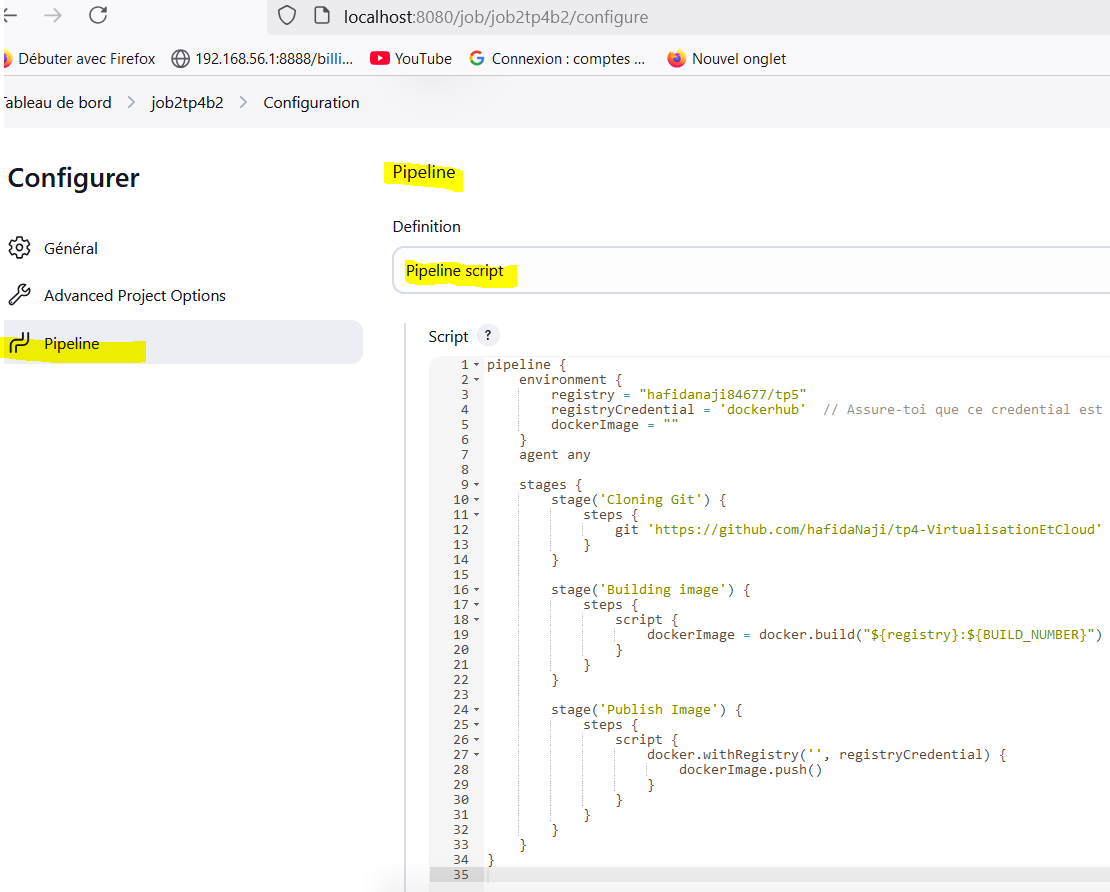 localhost:8080/job/job2tp4b2/configure
Débuter avec Firefox 192.168.56.1:8888/billi... YouTube Connexion : comptes ... Nouvel onglet
Tableau de bord > job2tp4b2 > Configuration
Configurer
Général
Advanced Project Options
Pipeline
Pipeline
Definition
Pipeline script
Script ?
1 pipeline {
2     environment {
3         registry = "hafidanaji84677/tp5"
4         registryCredential = 'dockerhub'  // Assure-toi que ce credential est
5         dockerImage = ""
6     }
7     agent any
8
9     stages {
10         stage('Cloning Git') {
11             steps {
12                 git 'https://github.com/hafidaNaji/tp4-VirtualisationEtCloud'
13             }
14         }
15
16         stage('Building image') {
17             steps {
18                 script {
19                     dockerImage = docker.build("${registry}:${BUILD_NUMBER}")
20                 }
21             }
22         }
23
24         stage('Publish Image') {
25             steps {
26                 script {
27                     docker.withRegistry('', registryCredential) {
28                         dockerImage.push()
29                     }
30                 }
31             }
32         }
33     }
34 }
35